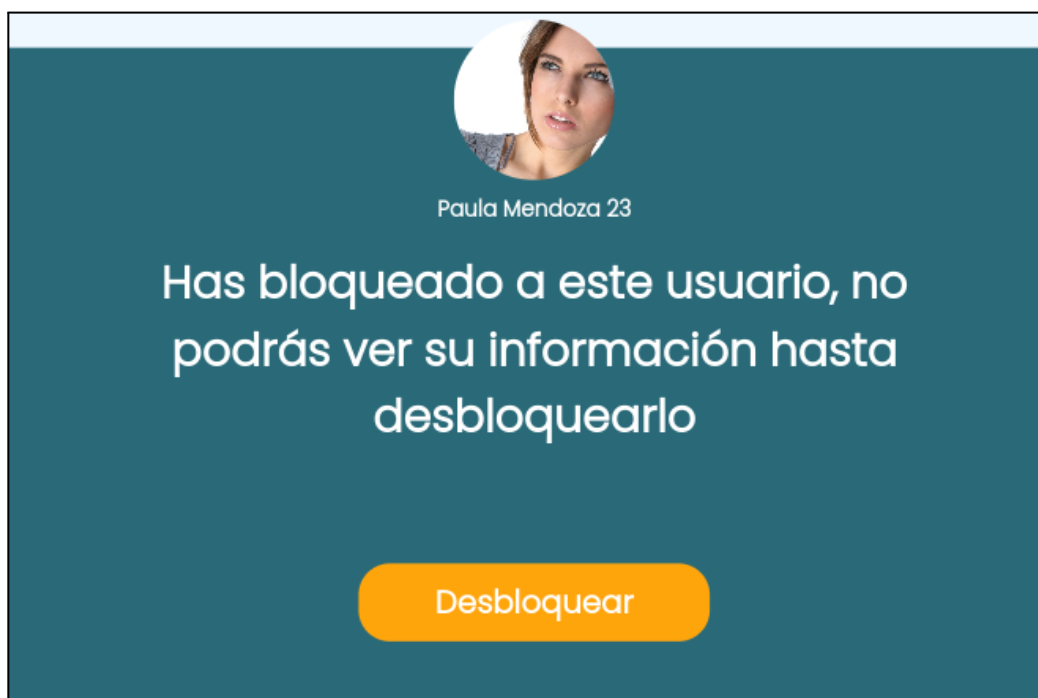 Paula Mendoza 23
Has bloqueado a este usuario, no
podrás ver su información hasta
desbloquearlo
Desbloquear